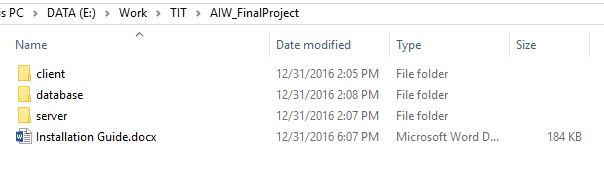 is PC > DATA (E:) > Work > TIT > AIW_FinalProject
Name Date modified Type Size
client 12/31/2016 2:05 PM File folder
database 12/31/2016 2:08 PM File folder
server 12/31/2016 2:07 PM File folder
Installation Guide.docx 12/31/2016 6:07 PM Microsoft Word D... 184 KB